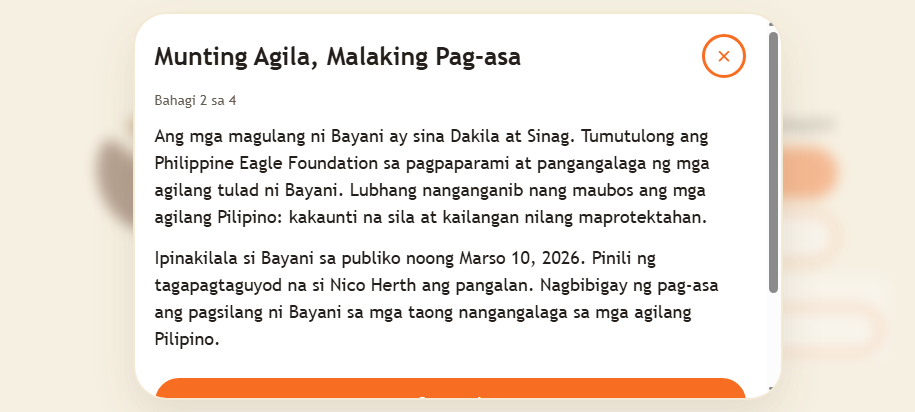 Munting Agila, Malaking Pag-asa
Bahagi 2 sa 4
Ang mga magulang ni Bayani ay sina Dakila at Sinag. Tumutulong ang
Philippine Eagle Foundation sa pagpaparami at pangangalaga ng mga
agilang tulad ni Bayani. Lubhang nanganganib nang maubos ang mga
agilang Pilipino: kakaunti na sila at kailangan nilang maprotektahan.
Ipinakilala si Bayani sa publiko noong Marso 10, 2026. Pinili ng
tagapagtaguyod na si Nico Herth ang pangalan. Nagbibigay ng pag-asa
ang pagsilang ni Bayani sa mga taong nangangalaga sa mga agilang
Pilipino.